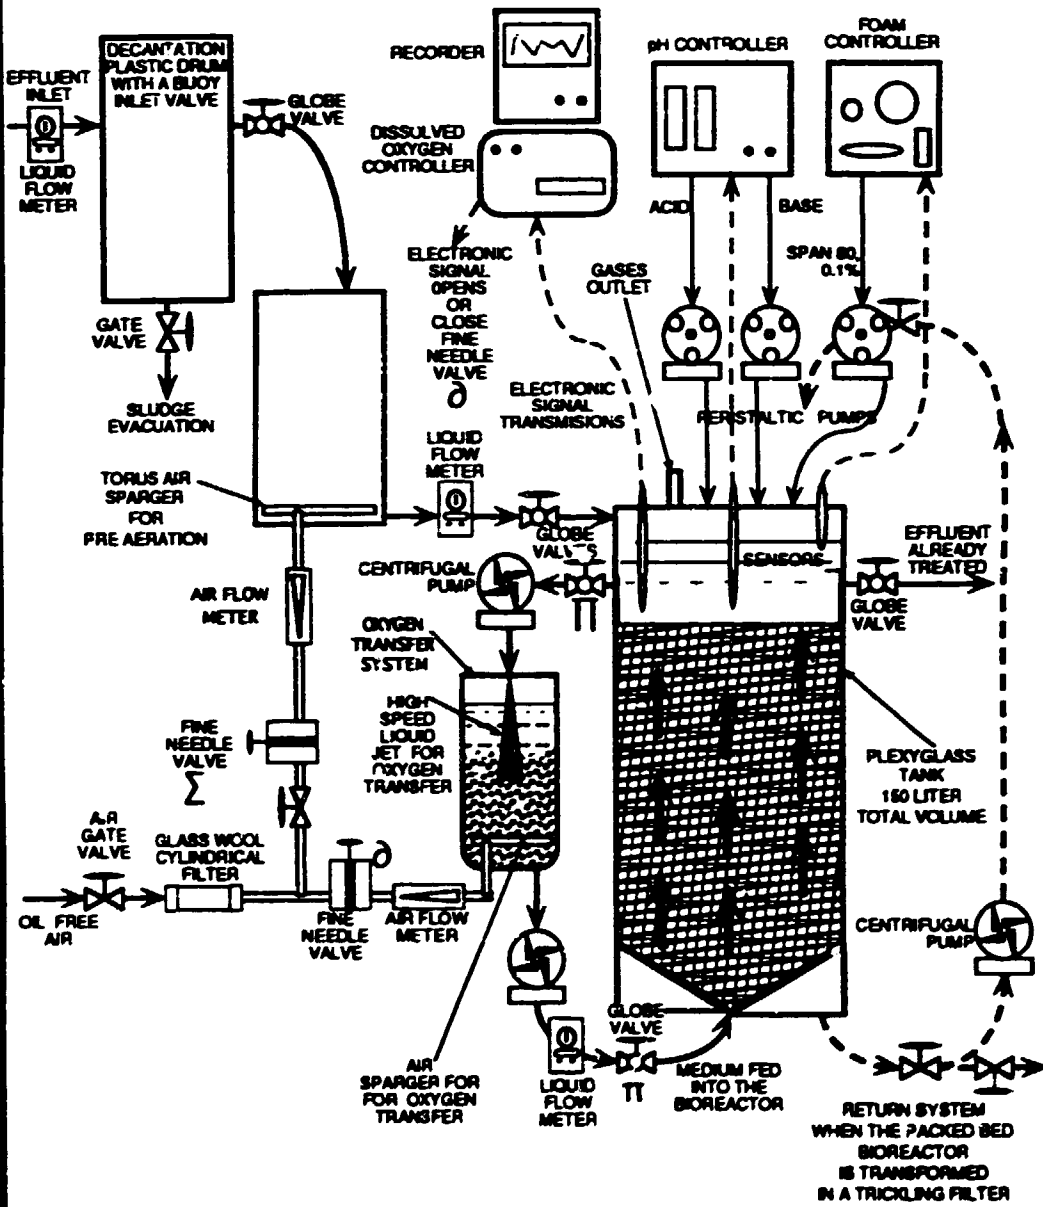 DECANTATION
PLASTIC DRUM
WITH A BUOY
INLET VALVE
EFFLUENT
INLET
LIQUID
FLOW
METER
GLOBE
VALVE
GATE
VALVE
SLUDGE
EVACUATION
RECORDER
DISSOLVED
OXYGEN
CONTROLLER
ELECTRONIC
SIGNAL
OPENS
OR
CLOSE
FINE
NEEDLE
VALVE
∂
pH CONTROLLER
FOAM
CONTROLLER
ACID
BASE
SPAN 80,
0.1%
GASES
OUTLET
ELECTRONIC
SIGNAL
TRANSMISIONS
PERISTALTIC PUMPS
TORUS AIR
SPARGER
FOR
PRE AERATION
LIQUID
FLOW
METER
GLOBE
VALVES
SENSORS
EFFLUENT
ALREADY
TREATED
GLOBE
VALVE
CENTRIFUGAL
PUMP
∏
AIR FLOW
METER
OXYGEN
TRANSFER
SYSTEM
HIGH
SPEED
LIQUID
JET FOR
OXYGEN
TRANSFER
FINE
NEEDLE
VALVE
∑
PLEXYGLASS
TANK
150 LITER
TOTAL VOLUME
AIR
GATE
VALVE
GLASS WOOL
CYLINDRICAL
FILTER
∂
OIL FREE
AIR
FINE
NEEDLE
VALVE
AIR FLOW
METER
CENTRIFUGAL
PUMP
GLOBE
VALVE
∏
AIR
SPARGER FOR
FOR OXYGEN
TRANSFER
LIQUID
FLOW
METER
MEDIUM FED
INTO THE
BIOREACTOR
RETURN SYSTEM
WHEN THE PACKED BED
BIOREACTOR
IS TRANSFORMED
IN A TRICKLING FILTER